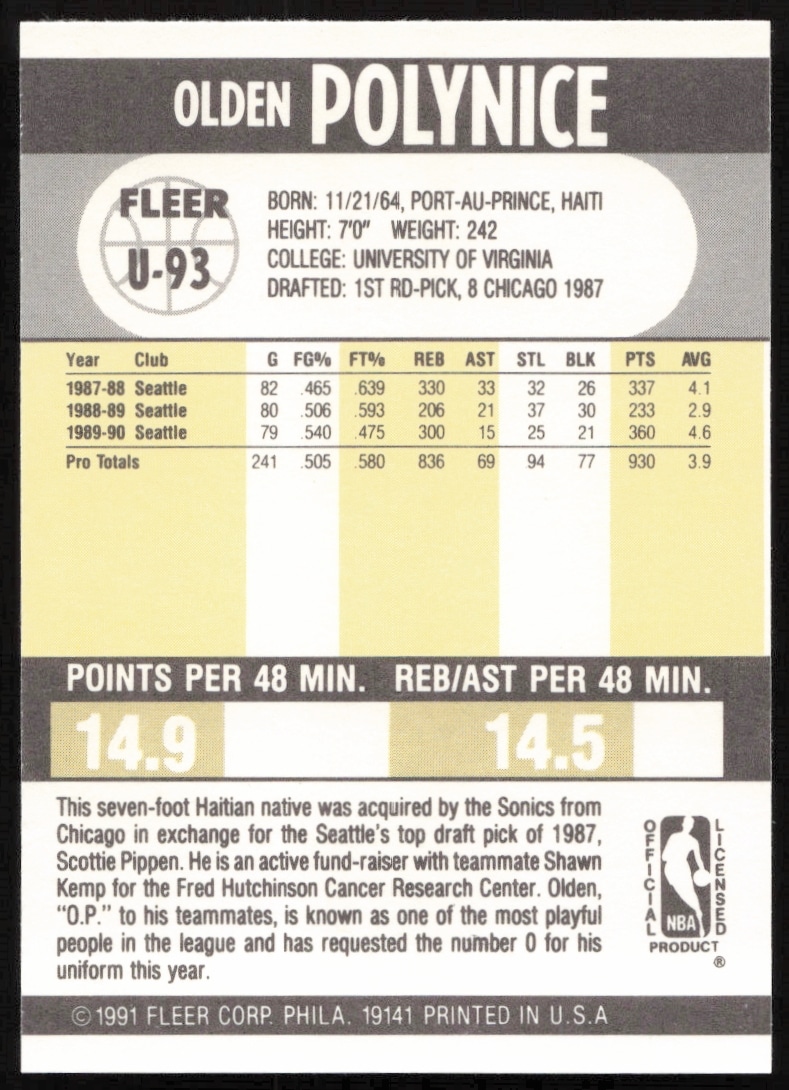 OLDEN POLYNICE
FLEER
U-93
BORN: 11/21/64, PORT-AU-PRINCE, HAITI
HEIGHT: 7'0" WEIGHT: 242
COLLEGE: UNIVERSITY OF VIRGINIA
DRAFTED: 1ST RD-PICK, 8 CHICAGO 1987
Year Club G FG% FT% REB AST STL BLK PTS AVG
1987-88 Seattle 82 .465 .639 330 33 32 26 337 4.1
1988-89 Seattle 80 .506 .593 206 21 37 30 233 2.9
1989-90 Seattle 79 .540 .475 300 15 25 21 360 4.6
Pro Totals 241 .505 .580 836 69 94 77 930 3.9
POINTS PER 48 MIN. REB/AST PER 48 MIN.
14.9 14.5
This seven-foot Haitian native was acquired by the Sonics from
Chicago in exchange for the Seattle's top draft pick of 1987,
Scottie Pippen. He is an active fund-raiser with teammate Shawn
Kemp for the Fred Hutchinson Cancer Research Center. Olden,
"O.P." to his teammates, is known as one of the most playful
people in the league and has requested the number 0 for his
uniform this year.
OFFICIAL
LICENSED
NBA
PRODUCT
®
© 1991 FLEER CORP. PHILA. 19141 PRINTED IN U.S.A